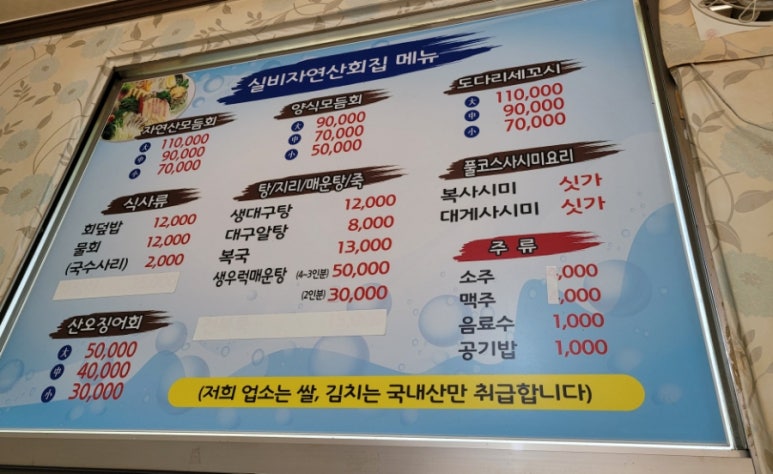 실비자연산회집 메뉴
자연산모듬회
大 110,000
中 90,000
小 70,000
양식모듬회
大 90,000
中 70,000
小 50,000
도다리세꼬시
大 110,000
中 90,000
小 70,000
식사류
회덮밥 12,000
물회 12,000
(국수사리) 2,000
탕/지리/매운탕/죽
생대구탕 12,000
대구알탕 8,000
복국 13,000
생우럭매운탕 (4~3인분) 50,000
(2인분) 30,000
풀코스사시미요리
복사시미 싯가
대게사시미 싯가
주 류
소주 ,000
맥주 ,000
음료수 1,000
공기밥 1,000
산오징어회
大 50,000
中 40,000
小 30,000
(저희 업소는 쌀, 김치는 국내산만 취급합니다)